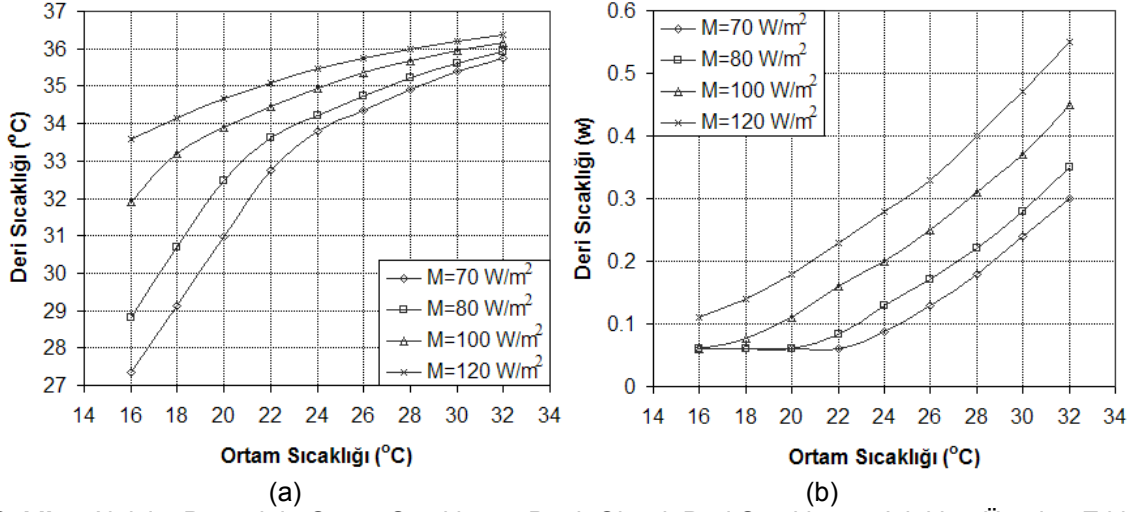 37
36
35
34
33
32
31
30
29
28
27
Deri Sıcaklığı (°C)
M=70 W/m²
M=80 W/m²
M=100 W/m²
M=120 W/m²
14 16 18 20 22 24 26 28 30 32 34
Ortam Sıcaklığı (°C)
(a)
0.6
0.5
0.4
0.3
0.2
0.1
0
Deri Sıcaklığı (w)
M=70 W/m²
M=80 W/m²
M=100 W/m²
M=120 W/m²
14 16 18 20 22 24 26 28 30 32 34
Ortam Sıcaklığı (°C)
(b)